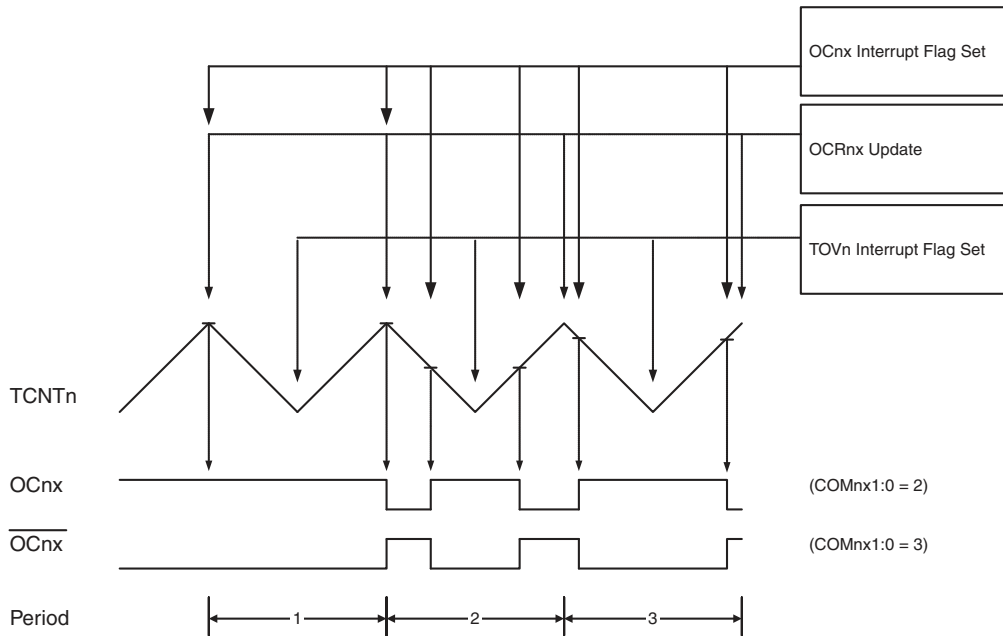 OCnx Interrupt Flag Set
OCRnx Update
TOVn Interrupt Flag Set
TCNTn
OCnx (COMnx1:0 = 2)
OCnx (COMnx1:0 = 3)
Period 1 2 3